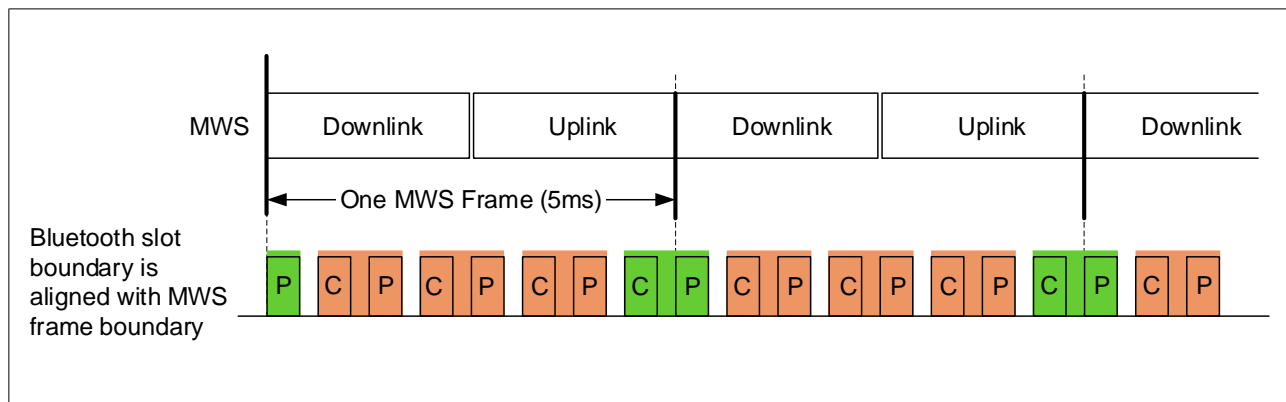 MWS
Downlink
Uplink
Downlink
Uplink
Downlink
One MWS Frame (5ms)
Bluetooth slot
boundary is
aligned with MWS
frame boundary
P C P C P C P C P C P C P C P C P C P